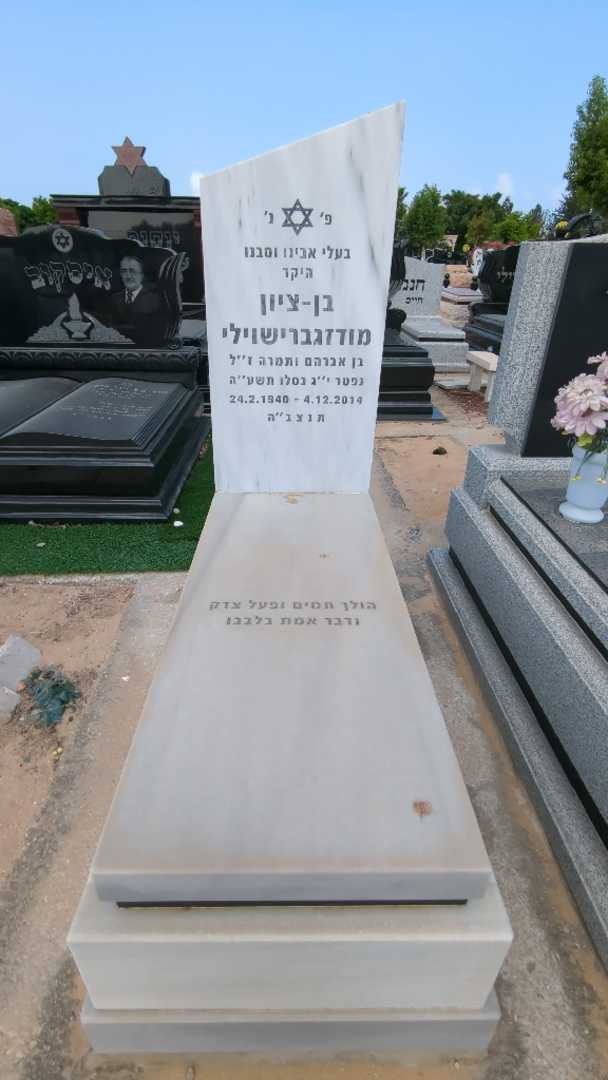 פ' נ'
בעלי אבינו וסבנו
היקר
בן-ציון
מודזגברישוילי
בן אברהם ותמרה ז''ל
נפטר י''ג כסלו תשע''ה
24.2.1940 - 4.12.2014
תנצב''ה
הולך תמים ופעל צדק
ודבר אמת בלבבו